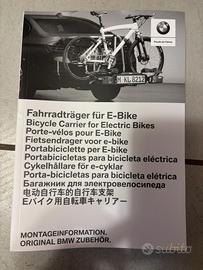 M KL 8212
Fahrradträger für E-Bike
Bicycle Carrier for Electric Bikes
Porte-vélos pour E-Bike
Fietsendrager voor e-bike
Portabiciclette per E-bike
Portabicicletas para bicicleta eléctrica
Cykelhållare för e-cyklar
Porta-bicicletas para bicicleta elétrica
Багажник для электровелосипеда
电动自行车的自行车支架
Eバイク用自転車キャリアー
MONTAGEINFORMATION.
ORIGINAL BMW ZUBEHÖR.
subito